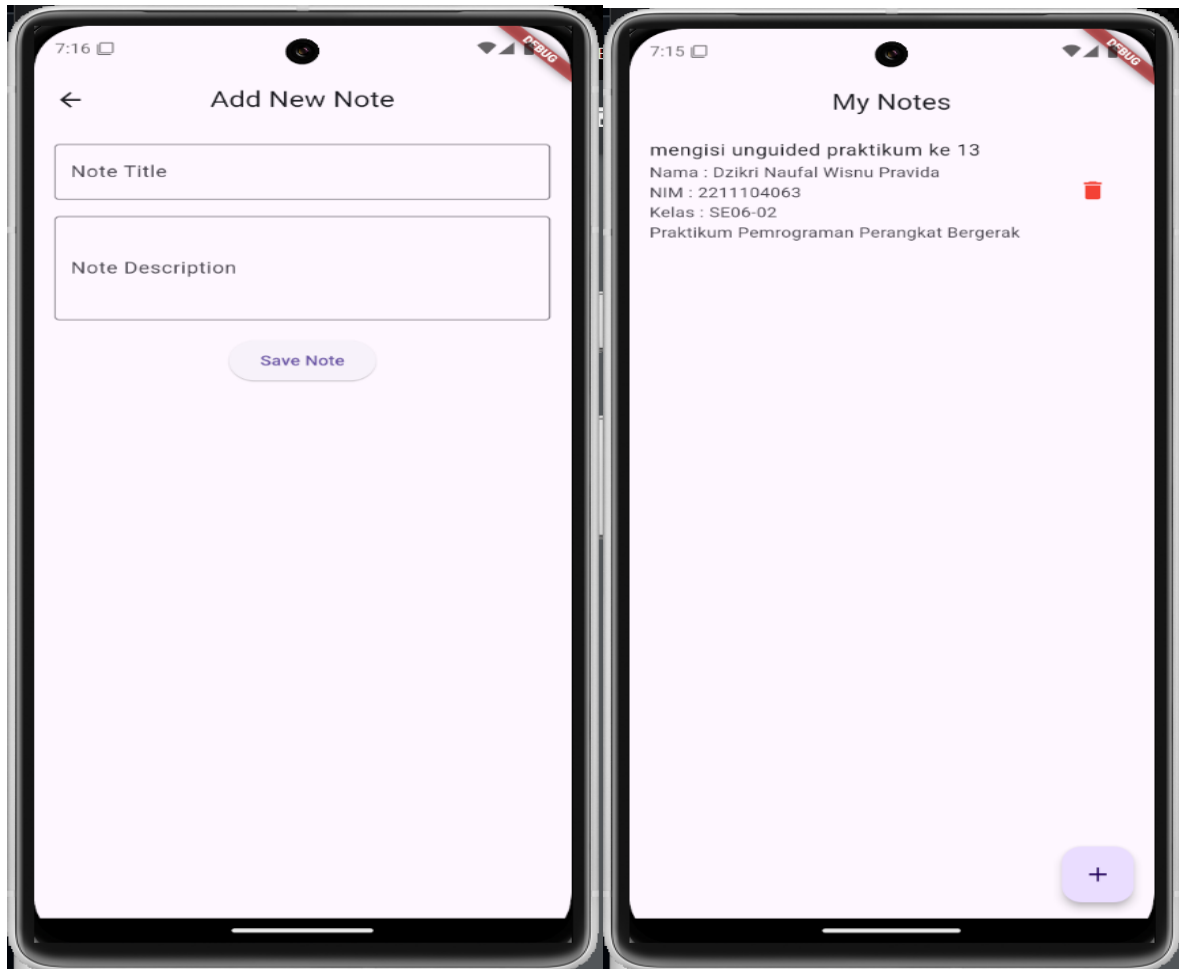 7:16
DEBUG
Add New Note
Note Title
Note Description
Save Note
7:15
DEBUG
My Notes
mengisi unguided praktikum ke 13
Nama : Dzikri Naufal Wisnu Pravida
NIM : 2211104063
Kelas : SE06-02
Praktikum Pemrograman Perangkat Bergerak